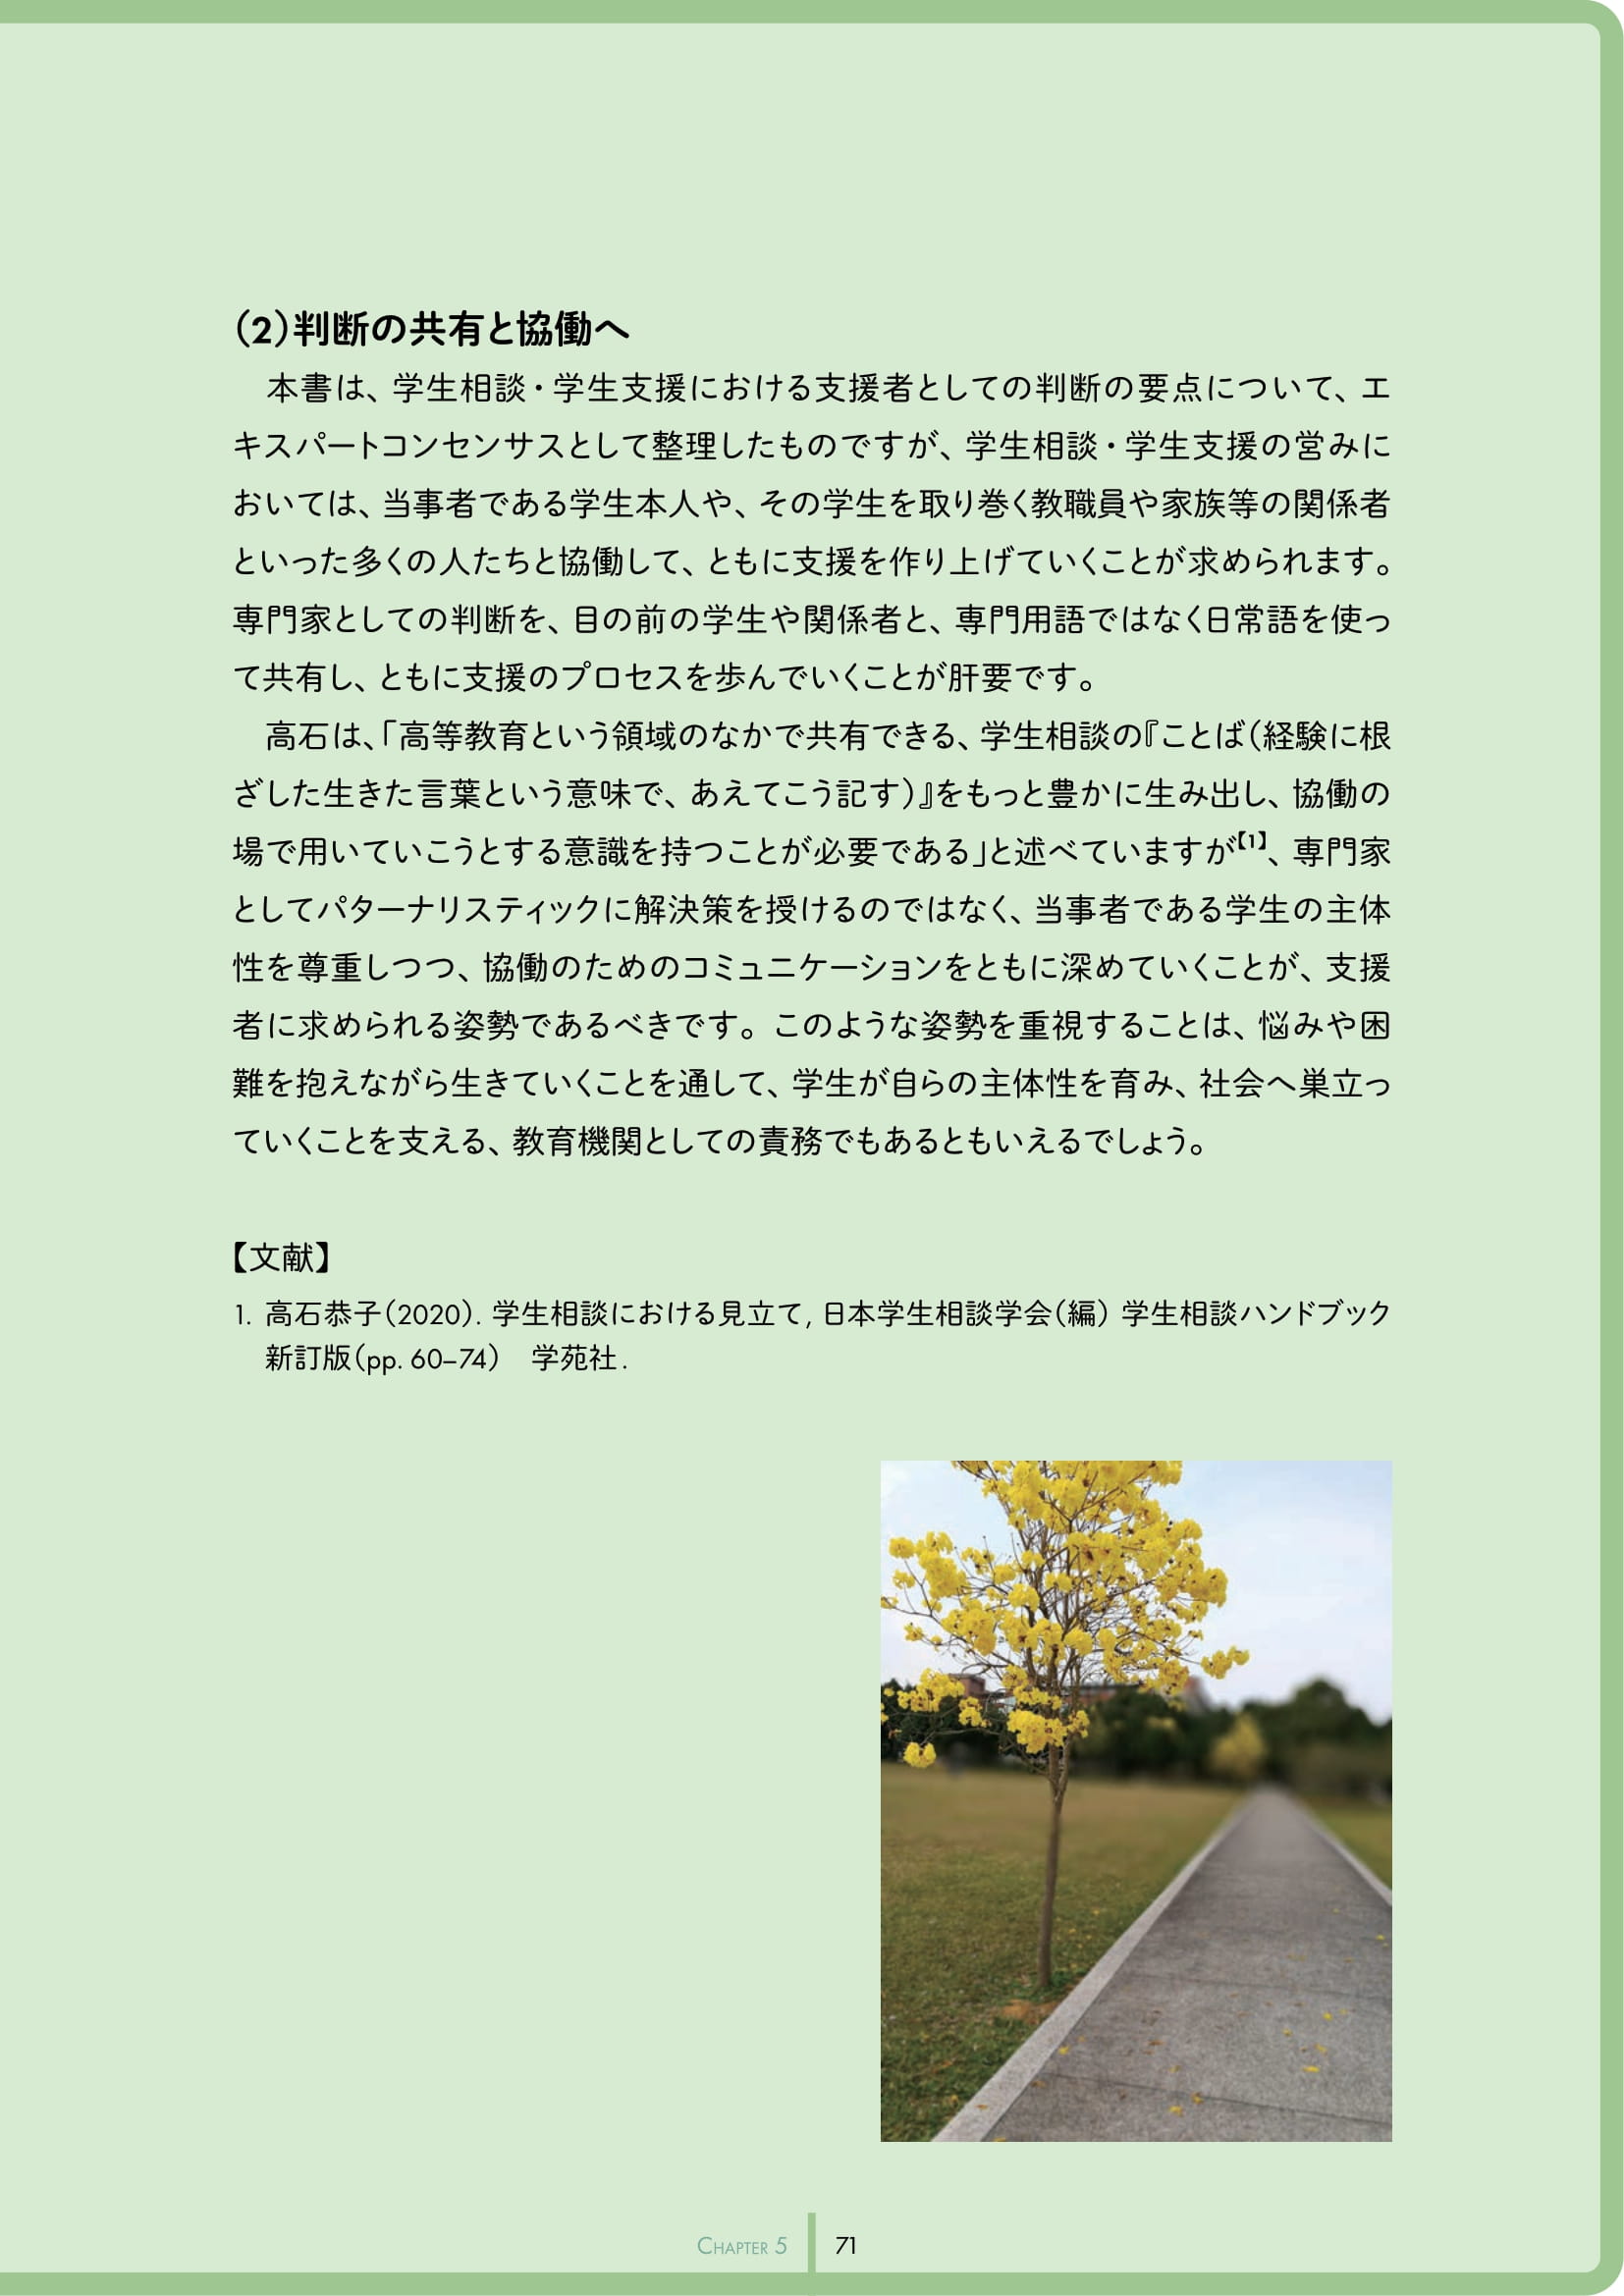 （2）判断の共有と協働へ
本書は、学生相談・学生支援における支援者としての判断の要点について、エ
キスパートコンセンサスとして整理したものですが、学生相談・学生支援の営みに
おいては、当事者である学生本人や、その学生を取り巻く教職員や家族等の関係者
といった多くの人たちと協働して、ともに支援を作り上げていくことが求められます。
専門家としての判断を、目の前の学生や関係者と、専門用語ではなく日常語を使っ
て共有し、ともに支援のプロセスを歩んでいくことが肝要です。
高石は、「高等教育という領域のなかで共有できる、学生相談の『ことば（経験に根
ざした生きた言葉という意味で、あえてこう記す）』をもっと豊かに生み出し、協働の
場で用いていこうとする意識を持つことが必要である」と述べていますが【1】、専門家
としてパターナリスティックに解決策を授けるのではなく、当事者である学生の主体
性を尊重しつつ、協働のためのコミュニケーションをともに深めていくことが、支援
者に求められる姿勢であるべきです。このような姿勢を重視することは、悩みや困
難を抱えながら生きていくことを通して、学生が自らの主体性を育み、社会へ巣立っ
ていくことを支える、教育機関としての責務でもあるともいえるでしょう。
【文献】
1. 高石恭子（2020）. 学生相談における見立て, 日本学生相談学会（編） 学生相談ハンドブック
新訂版（pp. 60–74）　学苑社.
Chapter 5 71